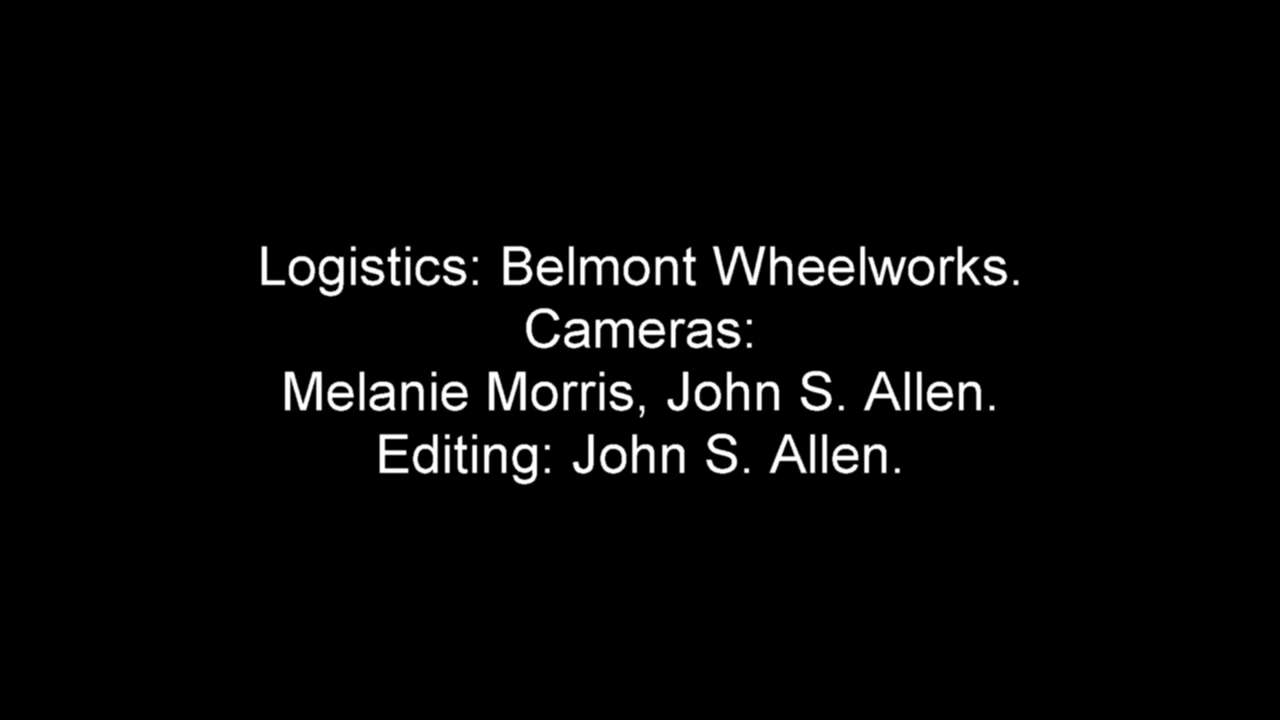 Logistics: Belmont Wheelworks.
Cameras:
Melanie Morris, John S. Allen.
Editing: John S. Allen.